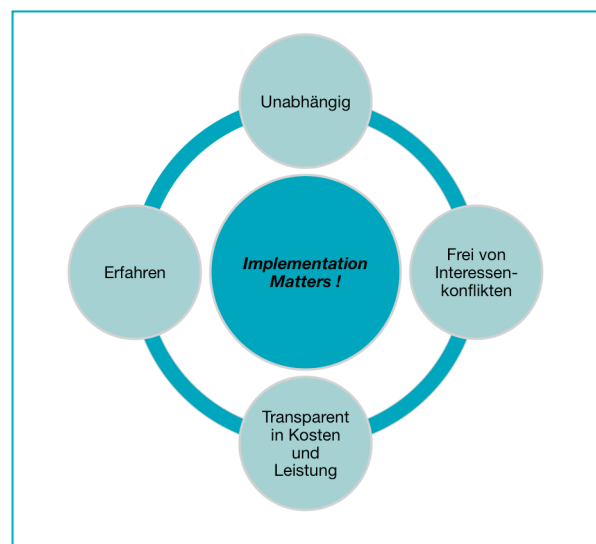 Unabhängig
Erfahren
Implementation
Matters !
Frei von
Interessen-
konflikten
Transparent
in Kosten
und
Leistung